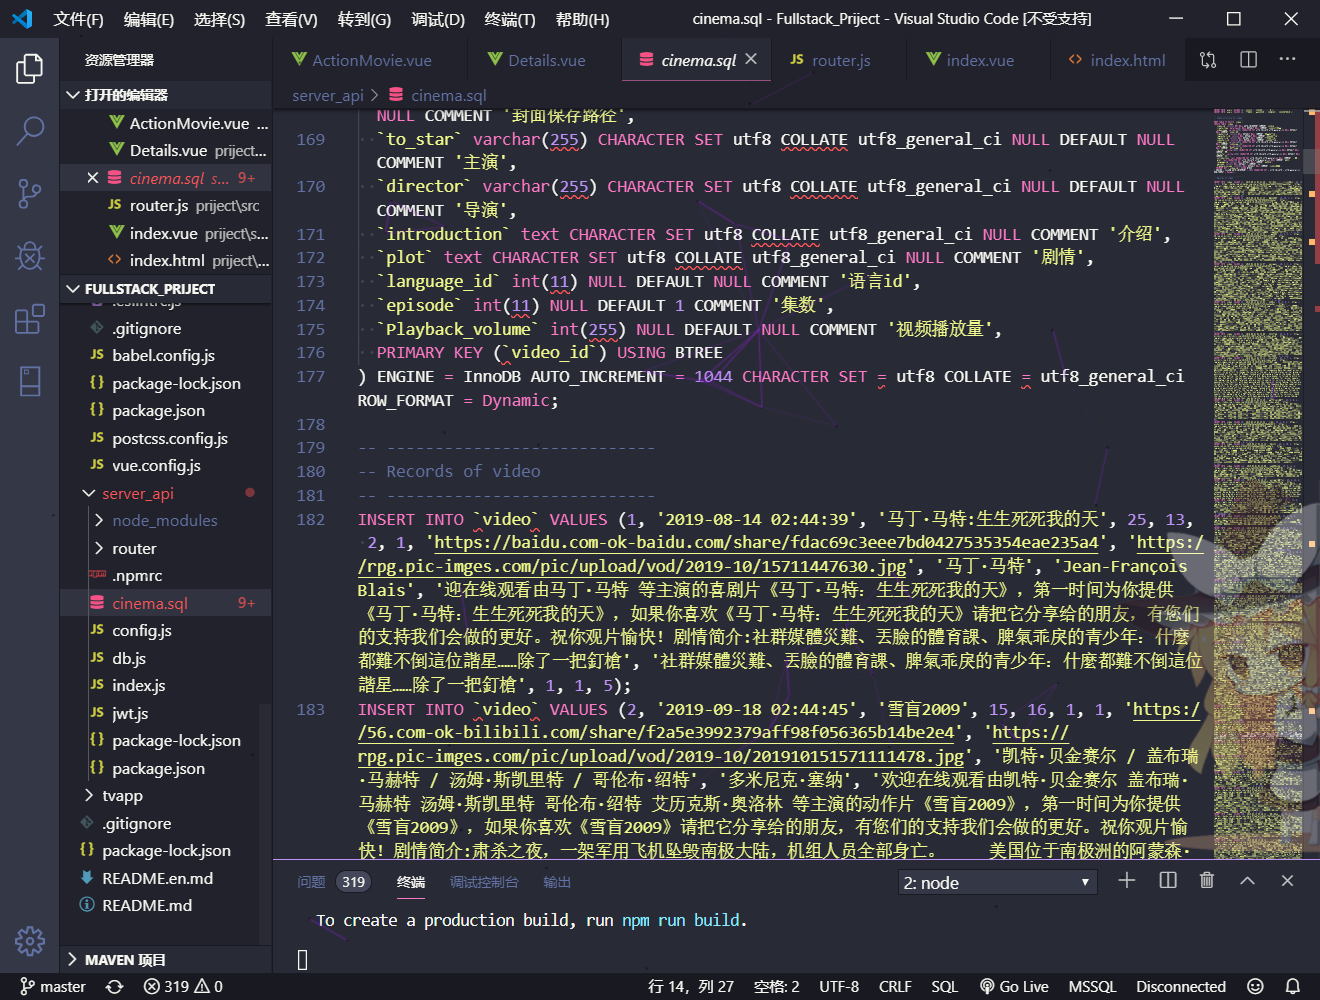 文件(F) 编辑(E) 选择(S) 查看(V) 转到(G) 调试(D) 终端(T) 帮助(H) cinema.sql - Fullstack_Priject - Visual Studio Code [不受支持]
资源管理器
打开的编辑器
ActionMovie.vue ...
Details.vue priject...
cinema.sql s... 9+
router.js priject\src
index.vue priject\s...
index.html priject\...
FULLSTACK_PRIJECT
.eslintrc.js
.gitignore
babel.config.js
package-lock.json
package.json
postcss.config.js
vue.config.js
server_api
node_modules
router
.npmrc
cinema.sql 9+
config.js
db.js
index.js
jwt.js
package-lock.json
package.json
tvapp
.gitignore
package-lock.json
README.en.md
README.md
MAVEN 项目
ActionMovie.vue Details.vue cinema.sql router.js index.vue index.html
server_api > cinema.sql
NULL COMMENT '封面保存路径',
169 `to_star` varchar(255) CHARACTER SET utf8 COLLATE utf8_general_ci NULL DEFAULT NULL
COMMENT '主演',
170 `director` varchar(255) CHARACTER SET utf8 COLLATE utf8_general_ci NULL DEFAULT NULL
COMMENT '导演',
171 `introduction` text CHARACTER SET utf8 COLLATE utf8_general_ci NULL COMMENT '介绍',
172 `plot` text CHARACTER SET utf8 COLLATE utf8_general_ci NULL COMMENT '剧情',
173 `language_id` int(11) NULL DEFAULT NULL COMMENT '语言id',
174 `episode` int(11) NULL DEFAULT 1 COMMENT '集数',
175 `Playback_volume` int(255) NULL DEFAULT NULL COMMENT '视频播放量',
176 PRIMARY KEY (`video_id`) USING BTREE
177 ) ENGINE = InnoDB AUTO_INCREMENT = 1044 CHARACTER SET = utf8 COLLATE = utf8_general_ci
ROW_FORMAT = Dynamic;
178
179 -- ----------------------------
180 -- Records of video
181 -- ----------------------------
182 INSERT INTO `video` VALUES (1, '2019-08-14 02:44:39', '马丁·马特:生生死死我的天', 25, 13,
2, 1, 'https://baidu.com-ok-baidu.com/share/fdac69c3eee7bd0427535354eae235a4', 'https:/
/rpg.pic-imges.com/pic/upload/vod/2019-10/15711447630.jpg', '马丁·马特', 'Jean-François
Blais', '迎在线观看由马丁·马特 等主演的喜剧片《马丁·马特：生生死死我的天》，第一时间为你提供
《马丁·马特：生生死死我的天》，如果你喜欢《马丁·马特：生生死死我的天》请把它分享给的朋友，有您们
的支持我们会做的更好。祝你观片愉快！剧情简介:社群媒體災難、丟臉的體育課、脾氣乖戾的青少年：什麼
都難不倒這位諧星……除了一把釘槍', '社群媒體災難、丟臉的體育課、脾氣乖戾的青少年：什麼都難不倒這位
諧星……除了一把釘槍', 1, 1, 5);
183 INSERT INTO `video` VALUES (2, '2019-09-18 02:44:45', '雪盲2009', 15, 16, 1, 1, 'https:/
/56.com-ok-bilibili.com/share/f2a5e3992379aff98f056365b14be2e4', 'https://
rpg.pic-imges.com/pic/upload/vod/2019-10/201910151571111478.jpg', '凯特·贝金赛尔 / 盖布瑞
·马赫特 / 汤姆·斯凯里特 / 哥伦布·绍特', '多米尼克·塞纳', '欢迎在线观看由凯特·贝金赛尔 盖布瑞·
马赫特 汤姆·斯凯里特 哥伦布·绍特 艾历克斯·奥洛林 等主演的动作片《雪盲2009》，第一时间为你提供
《雪盲2009》，如果你喜欢《雪盲2009》请把它分享给的朋友，有您们的支持我们会做的更好。祝你观片愉
快！剧情简介:肃杀之夜，一架军用飞机坠毁南极大陆，机组人员全部身亡。 美国位于南极洲的阿蒙森·
问题 319 终端 调试控制台 输出 2: node
To create a production build, run npm run build.
master 319 0 行 14，列 27 空格: 2 UTF-8 CRLF SQL Go Live MSSQL Disconnected